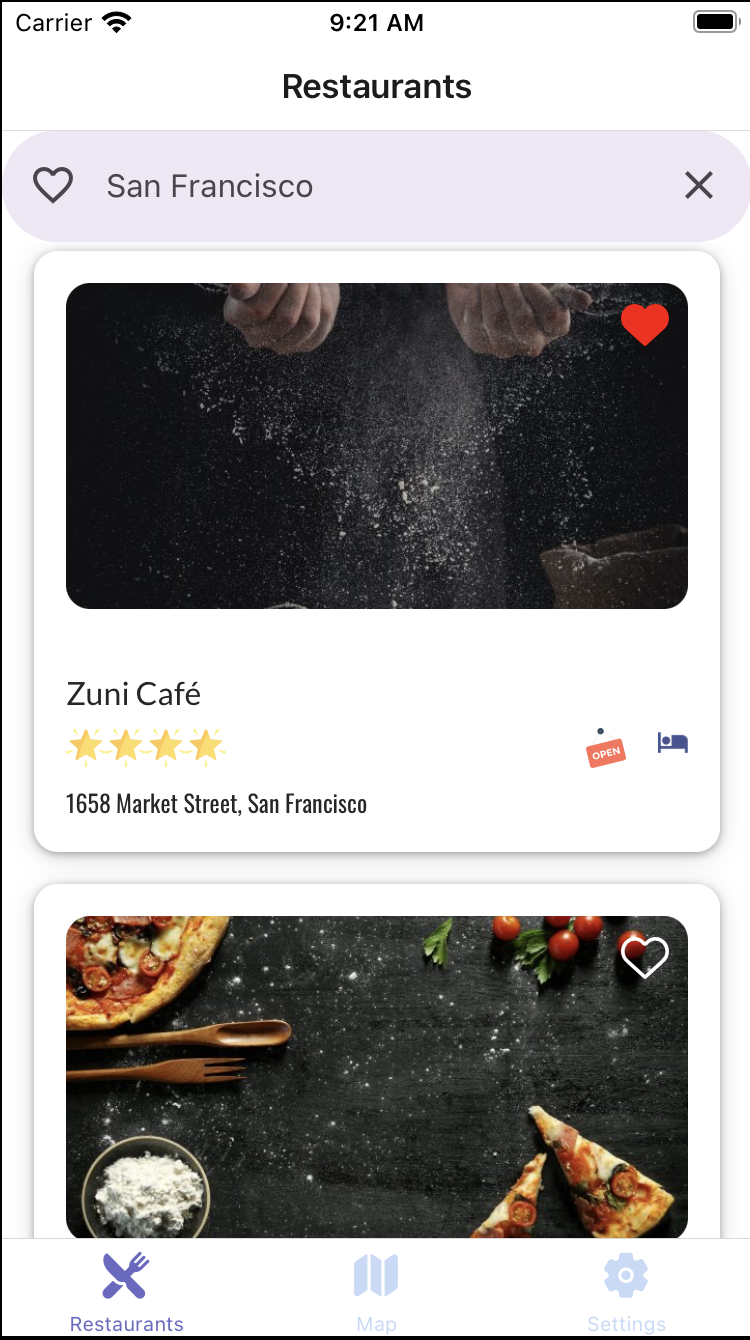 Carrier 9:21 AM
Restaurants
San Francisco
Zuni Café
OPEN
1658 Market Street, San Francisco
Restaurants Map Settings